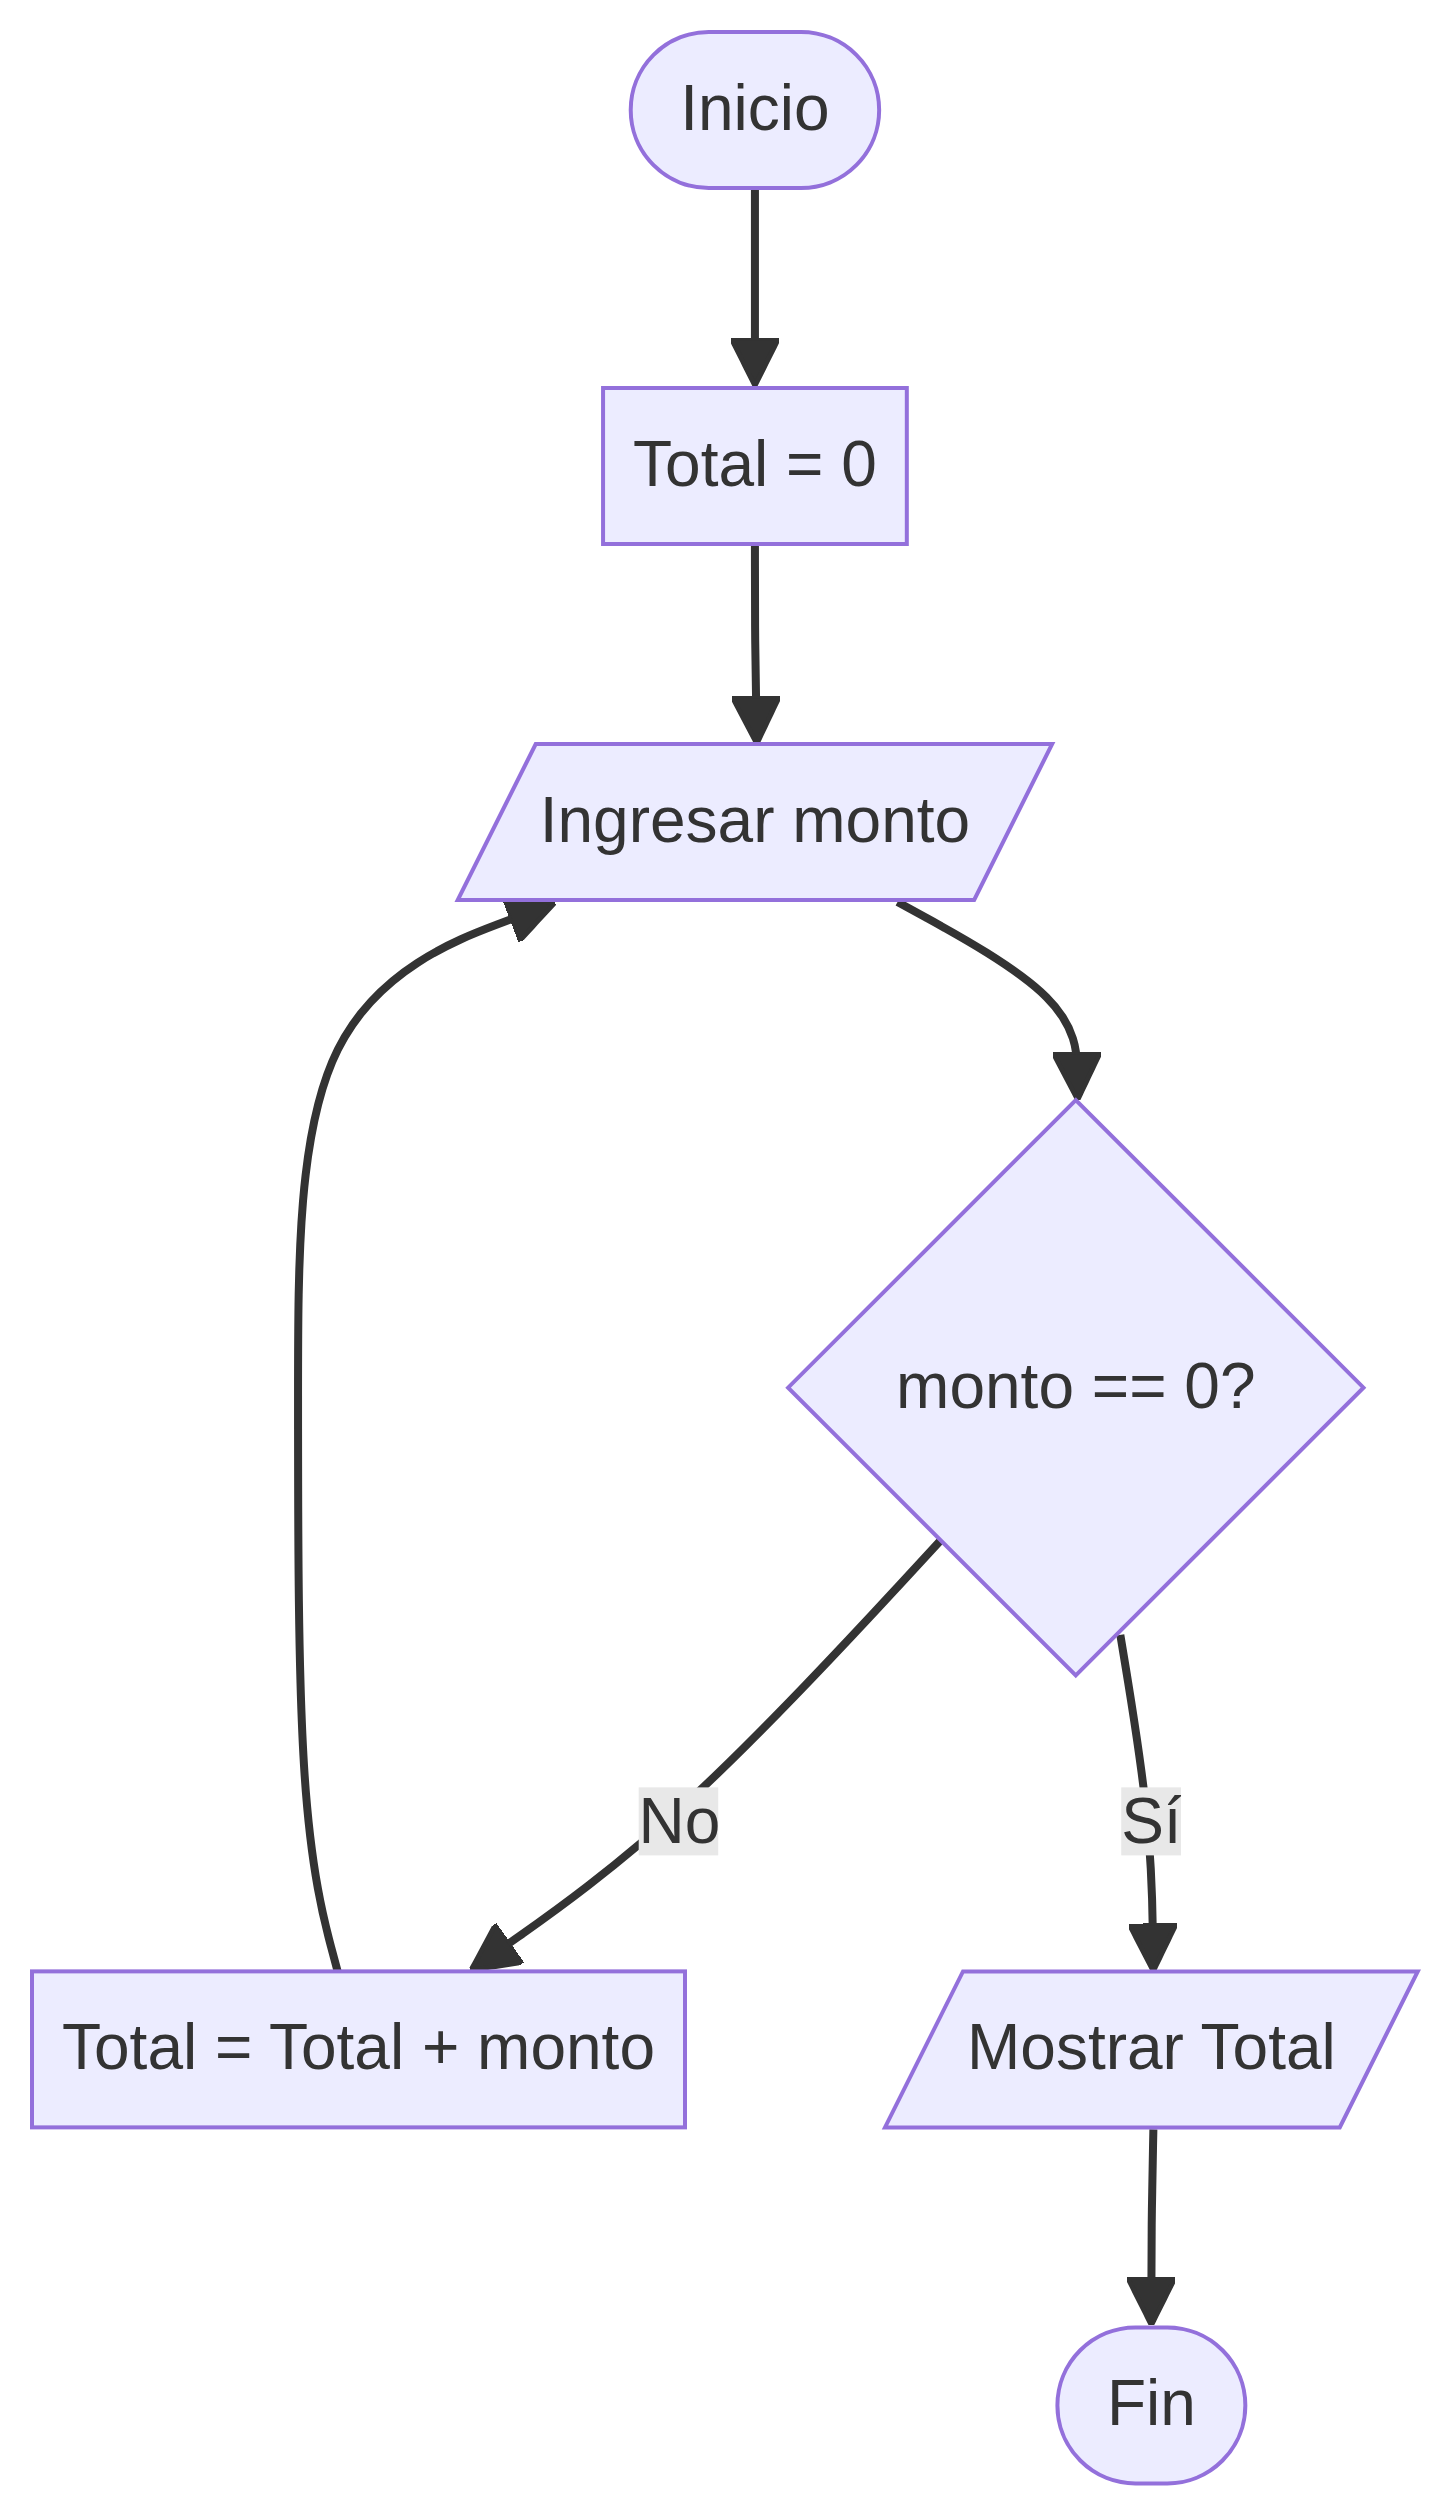 Inicio
Total = 0
Ingresar monto
monto == 0?
No
Sí
Total = Total + monto
Mostrar Total
Fin